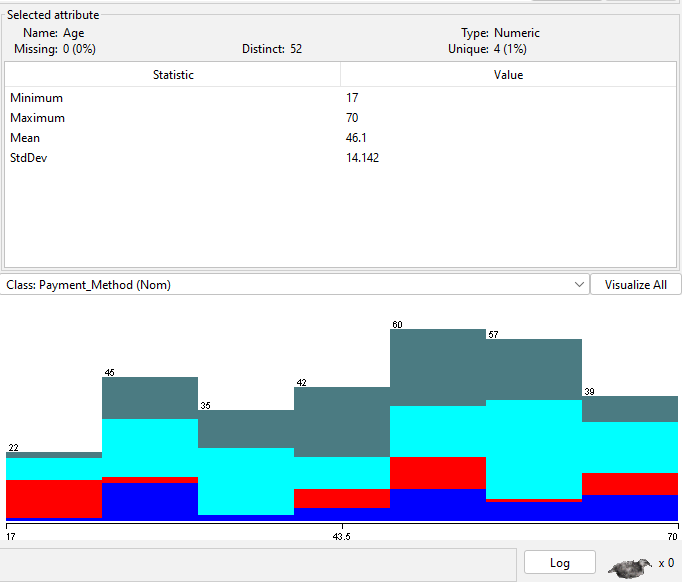 Selected attribute
Name: Age Type: Numeric
Missing: 0 (0%) Distinct: 52 Unique: 4 (1%)
Statistic Value
Minimum 17
Maximum 70
Mean 46.1
StdDev 14.142
Class: Payment_Method (Nom) Visualize All
60
57
45
42
39
35
22
17 43.5 70
Log x 0